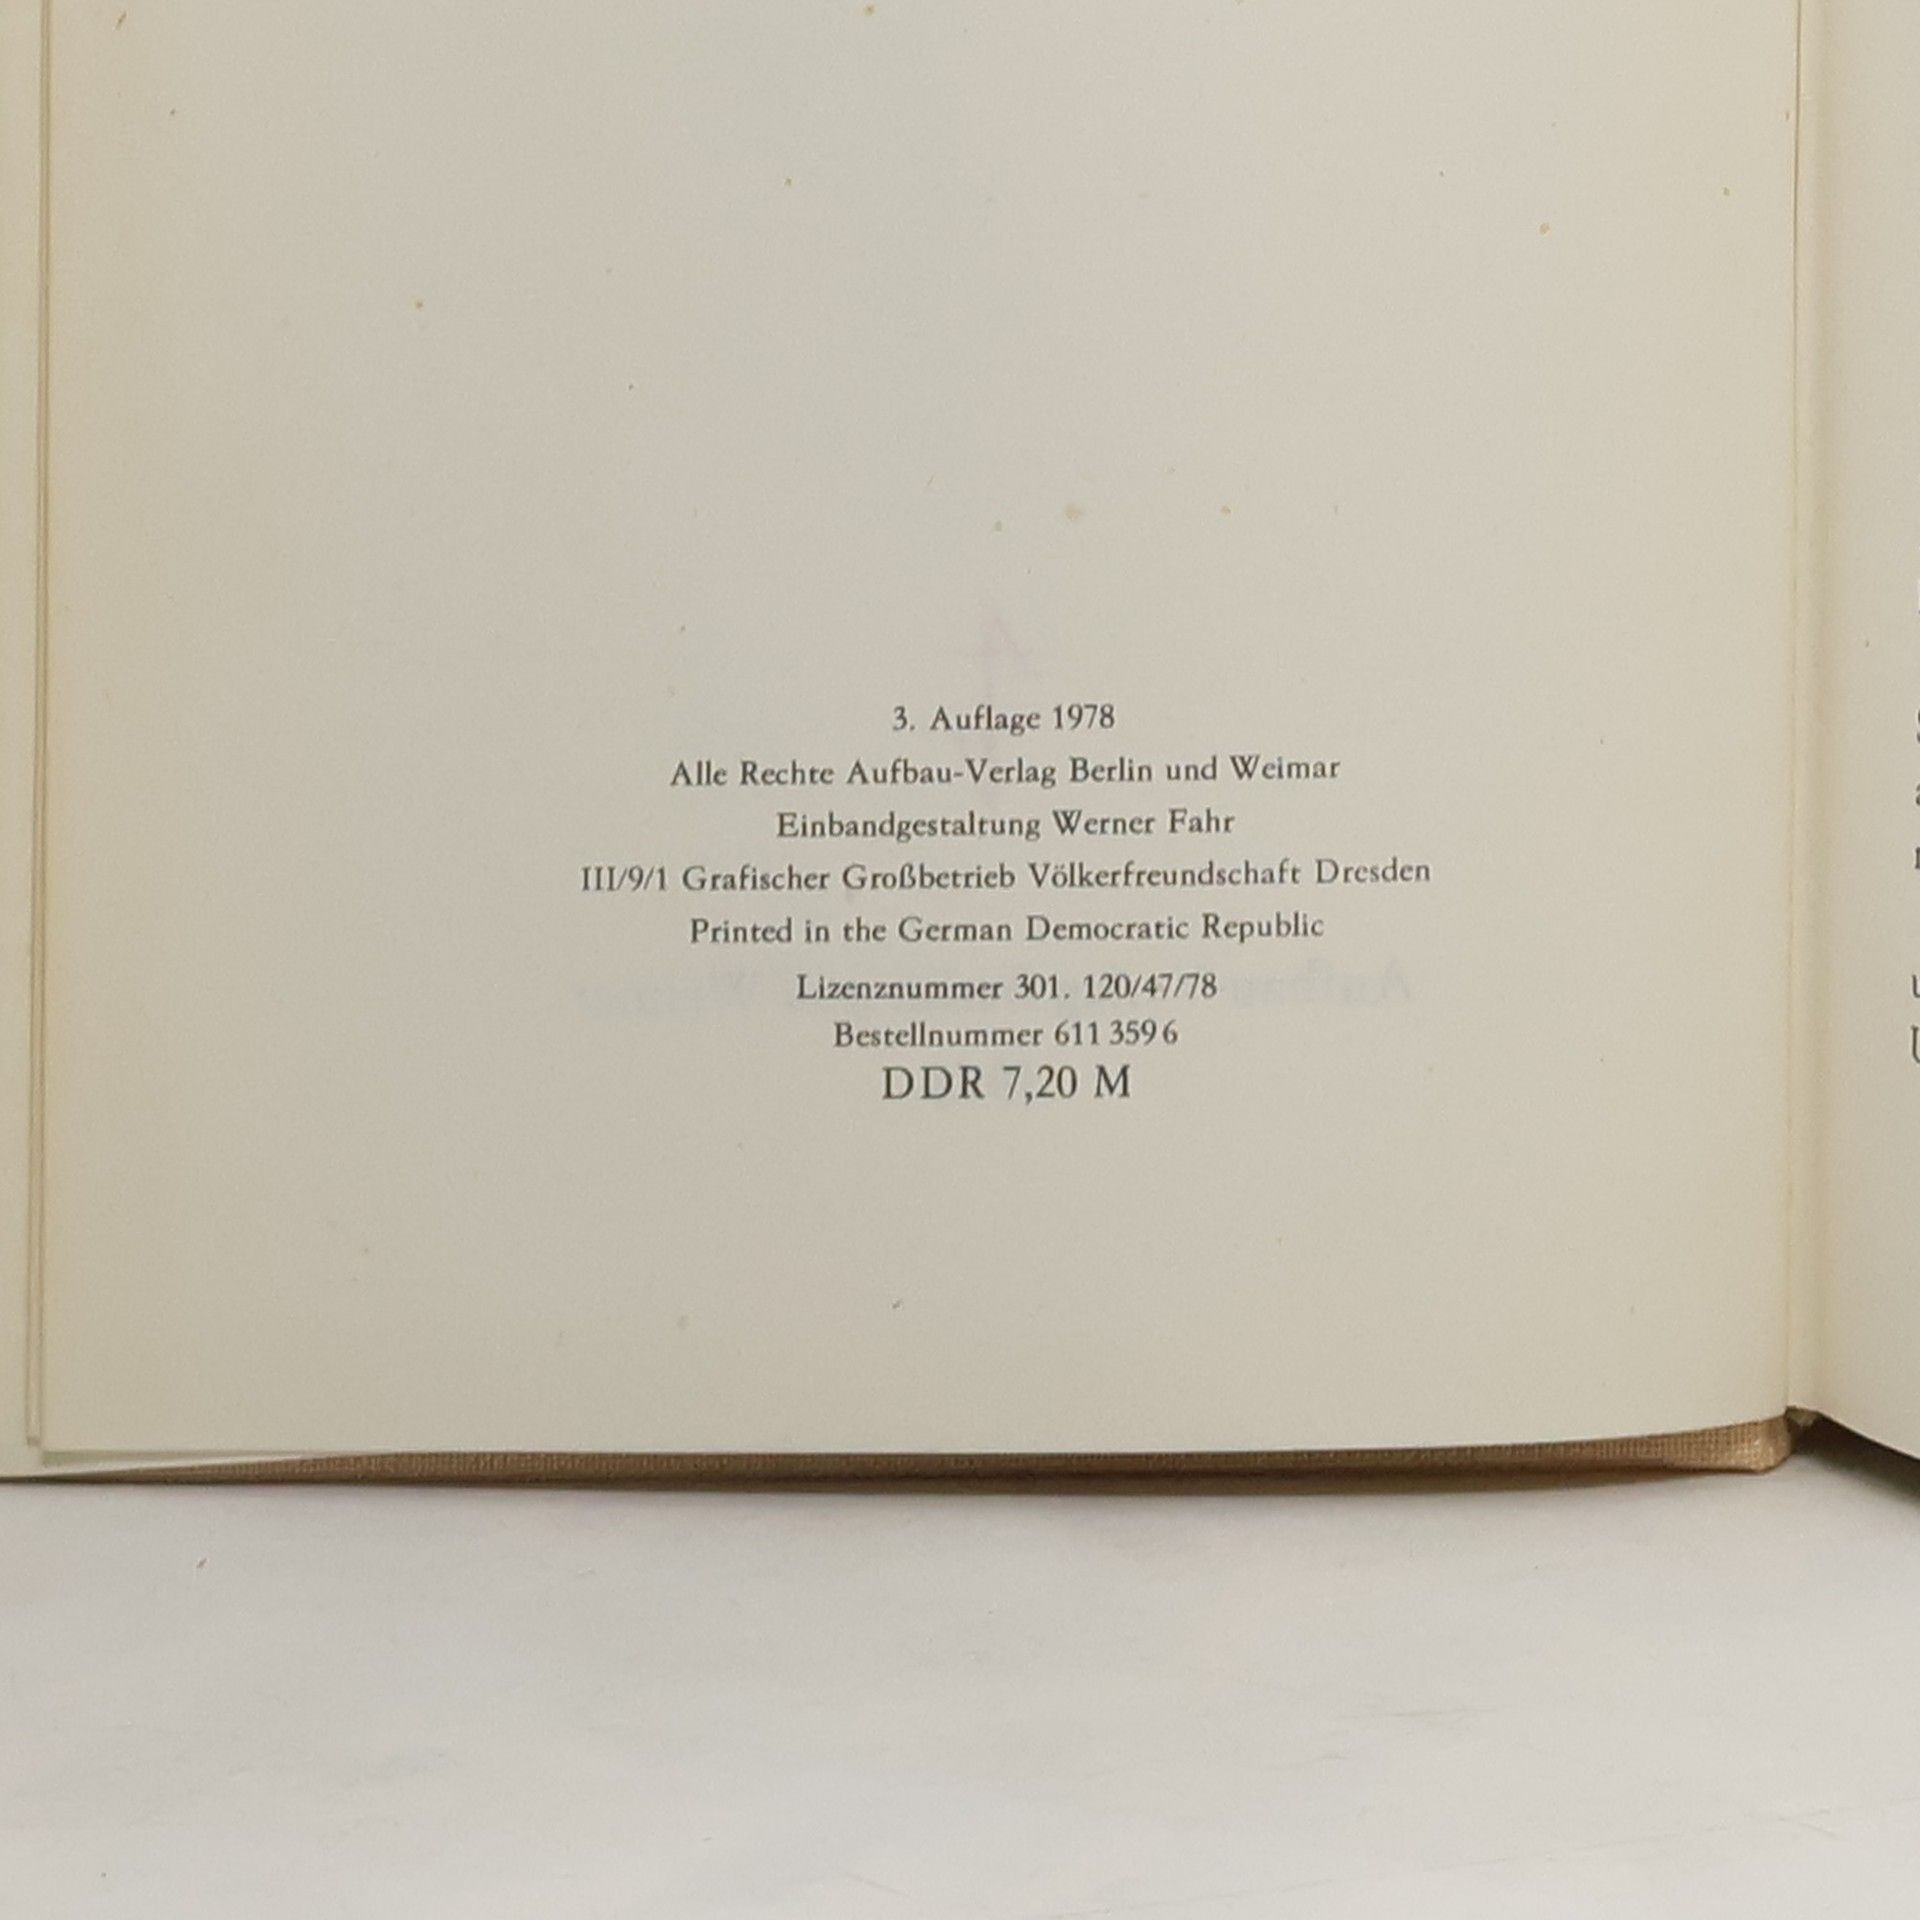 3. Auflage 1978
Alle Rechte Aufbau-Verlag Berlin und Weimar
Einbandgestaltung Werner Fahr
III/9/1 Grafischer Großbetrieb Völkerfreundschaft Dresden
Printed in the German Democratic Republic
Lizenznummer 301. 120/47/78
Bestellnummer 611 359 6
DDR 7,20 M